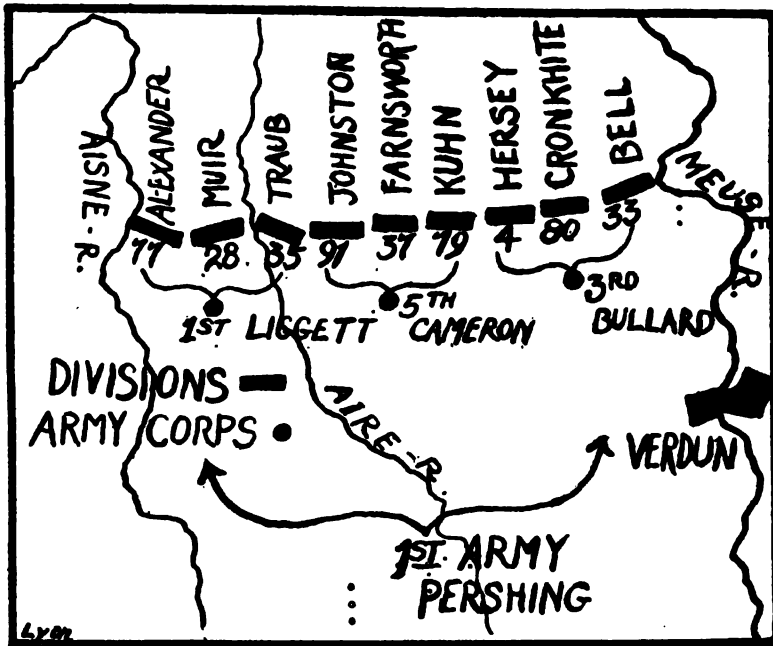 AISNE-R.
ALEXANDER
MUIR
TRAUB
JOHNSTON
FARNSWORTH
KUHN
HERSEY
CRONKHITE
BELL
MEUSE-R.
77
28
35
91
37
79
4
80
33
1ST LIGGETT
5TH CAMERON
3RD BULLARD
DIVISIONS
ARMY CORPS
AIRE-R.
VERDUN
1ST ARMY
PERSHING
Lyon